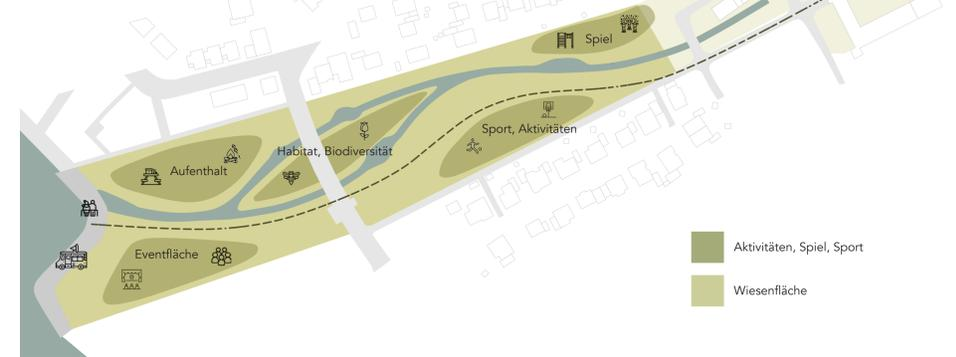 Spiel
Sport, Aktivitäten
Habitat, Biodiversität
Aufenthalt
Eventfläche
Aktivitäten, Spiel, Sport
Wiesenfläche